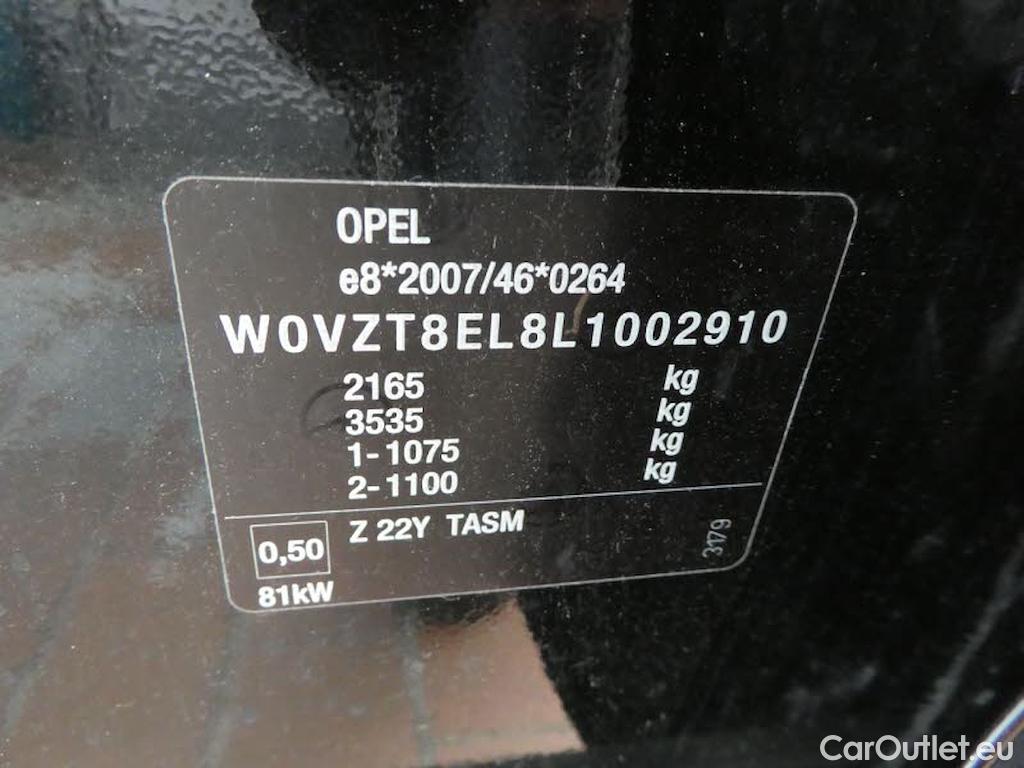 OPEL
e8*2007/46*0264
W0VZT8EL8L1002910
2165 kg
3535 kg
1-1075 kg
2-1100 kg
0,50 Z 22Y TASM 3179
81kW
CarOutlet.eu